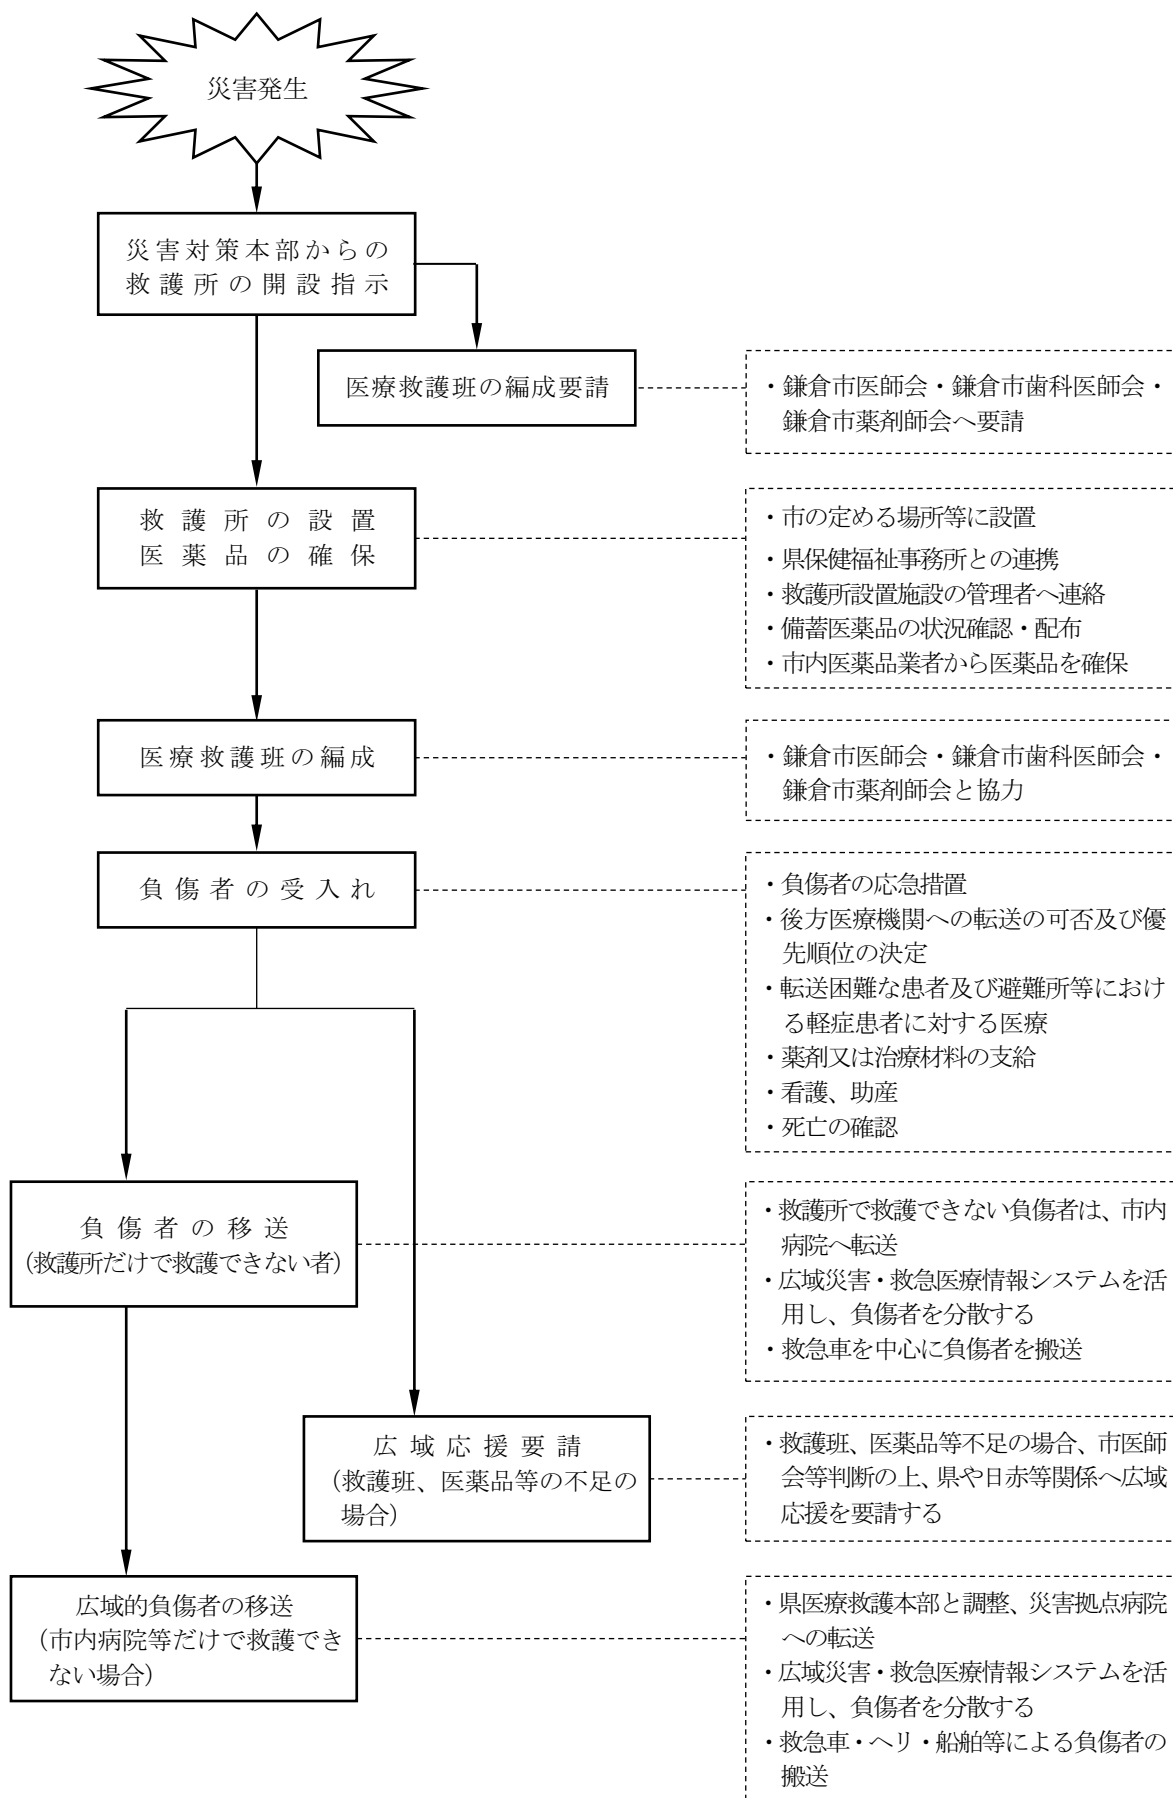 災害発生
災害対策本部からの
救護所の開設指示
医療救護班の編成要請
・鎌倉市医師会・鎌倉市歯科医師会・
鎌倉市薬剤師会へ要請
救護所の設置
医薬品の確保
・市の定める場所等に設置
・県保健福祉事務所との連携
・救護所設置施設の管理者へ連絡
・備蓄医薬品の状況確認・配布
・市内医薬品業者から医薬品を確保
医療救護班の編成
・鎌倉市医師会・鎌倉市歯科医師会・
鎌倉市薬剤師会と協力
負傷者の受入れ
・負傷者の応急措置
・後方医療機関への転送の可否及び優
先順位の決定
・転送困難な患者及び避難所等におけ
る軽症患者に対する医療
・薬剤又は治療材料の支給
・看護、助産
・死亡の確認
負傷者の移送
（救護所だけで救護できない者）
・救護所で救護できない負傷者は、市内
病院へ転送
・広域災害・救急医療情報システムを活
用し、負傷者を分散する
・救急車を中心に負傷者を搬送
広域応援要請
（救護班、医薬品等の不足の
場合）
・救護班、医薬品等不足の場合、市医師
会等判断の上、県や日赤等関係へ広域
応援を要請する
広域的負傷者の移送
（市内病院等だけで救護でき
ない場合）
・県医療救護本部と調整、災害拠点病院
への転送
・広域災害・救急医療情報システムを活
用し、負傷者を分散する
・救急車・ヘリ・船舶等による負傷者の
搬送